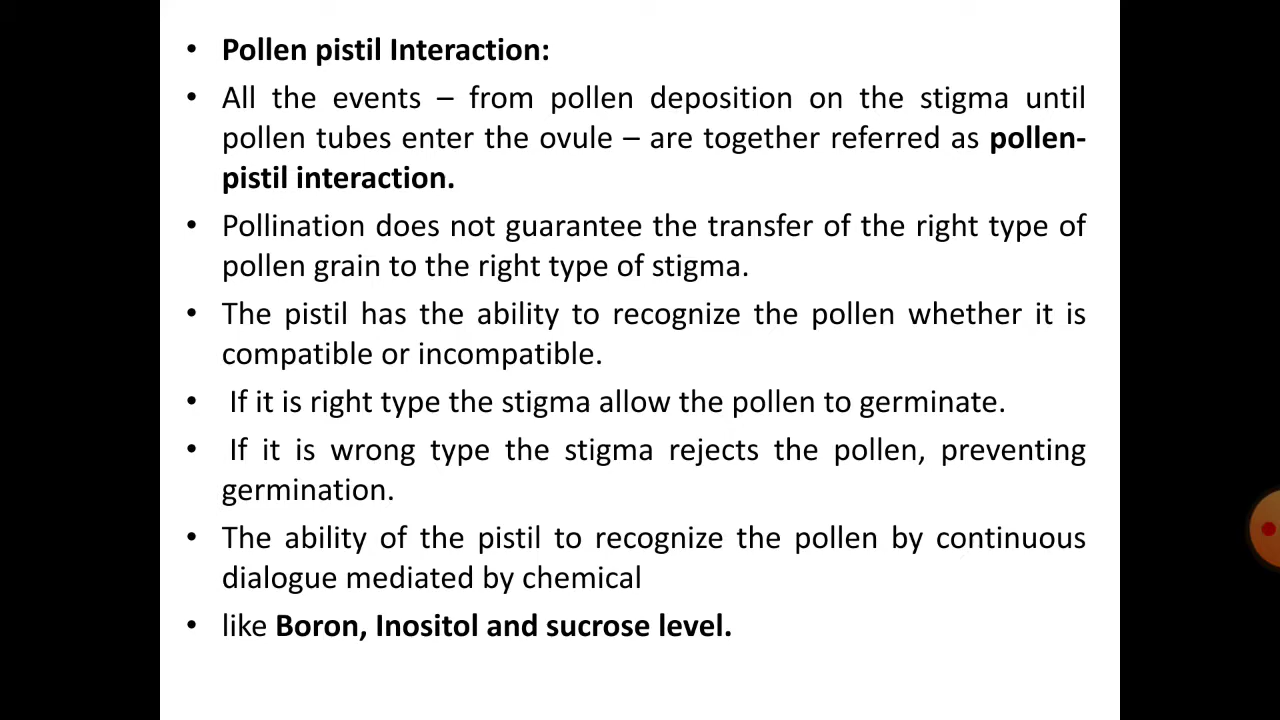 • Pollen pistil Interaction:
• All the events – from pollen deposition on the stigma until
pollen tubes enter the ovule – are together referred as pollen-
pistil interaction.
• Pollination does not guarantee the transfer of the right type of
pollen grain to the right type of stigma.
• The pistil has the ability to recognize the pollen whether it is
compatible or incompatible.
• If it is right type the stigma allow the pollen to germinate.
• If it is wrong type the stigma rejects the pollen, preventing
germination.
• The ability of the pistil to recognize the pollen by continuous
dialogue mediated by chemical
• like Boron, Inositol and sucrose level.